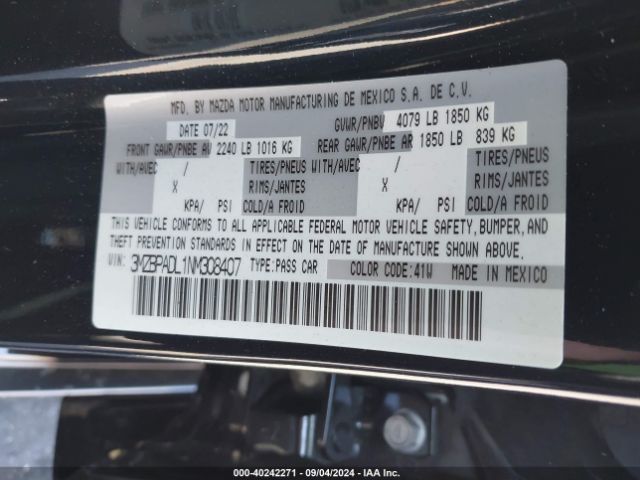 MFD. BY MAZDA MOTOR MANUFACTURING DE MEXICO S.A. DE C.V.
DATE 07/22 GVWR/PNBV 4079 LB 1850 KG
FRONT GAWR/PNBE AV 2240 LB 1016 KG REAR GAWR/PNBE AR 1850 LB 839 KG
WITH/AVEC / TIRES/PNEUS WITH/AVEC / TIRES/PNEUS
X RIMS/JANTES X RIMS/JANTES
KPA/ PSI COLD/A FROID KPA/ PSI COLD/A FROID
THIS VEHICLE CONFORMS TO ALL APPLICABLE FEDERAL MOTOR VEHICLE SAFETY, BUMPER, AND
THEFT PREVENTION STANDARDS IN EFFECT ON THE DATE OF MANUFACTURE SHOWN ABOVE.
VIN: 3MZBPADL1NM308407 TYPE:PASS CAR COLOR CODE:41W MADE IN MEXICO
000-40242271 - 09/04/2024 - IAA Inc.